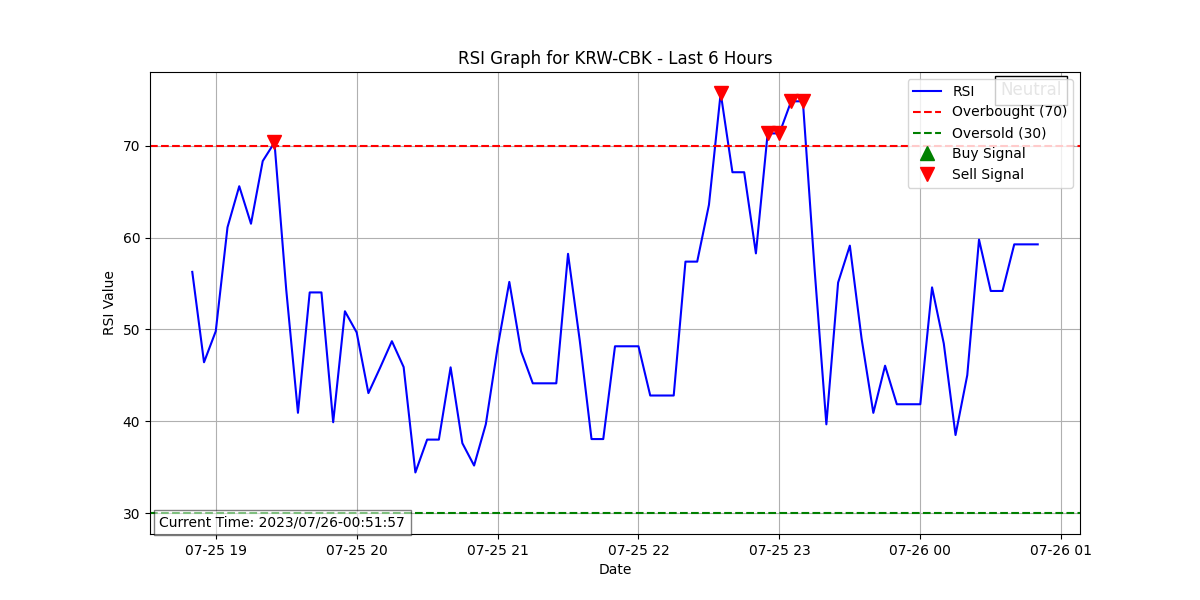 RSI Graph for KRW-CBK - Last 6 Hours
Neutral
RSI
Overbought (70)
Oversold (30)
Buy Signal
Sell Signal
RSI Value
70
60
50
40
30
Current Time: 2023/07/26-00:51:57
07-25 19 07-25 20 07-25 21 07-25 22 07-25 23 07-26 00 07-26 01
Date